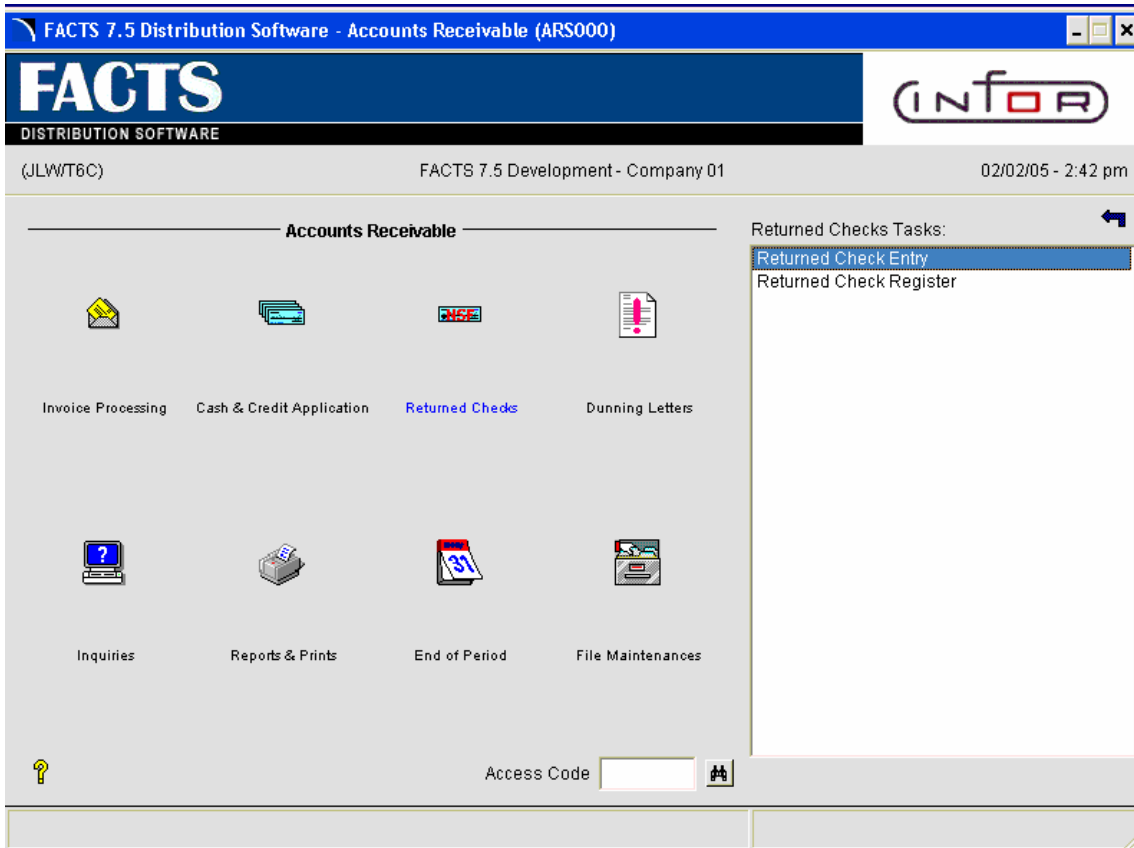 FACTS 7.5 Distribution Software - Accounts Receivable (ARS000)
FACTS
DISTRIBUTION SOFTWARE
INFOR
(JLW/T6C) FACTS 7.5 Development - Company 01 02/02/05 - 2:42 pm
Accounts Receivable
Returned Checks Tasks:
Returned Check Entry
Returned Check Register
NSF
Invoice Processing Cash & Credit Application Returned Checks Dunning Letters
?
31
Inquiries Reports & Prints End of Period File Maintenances
?
Access Code